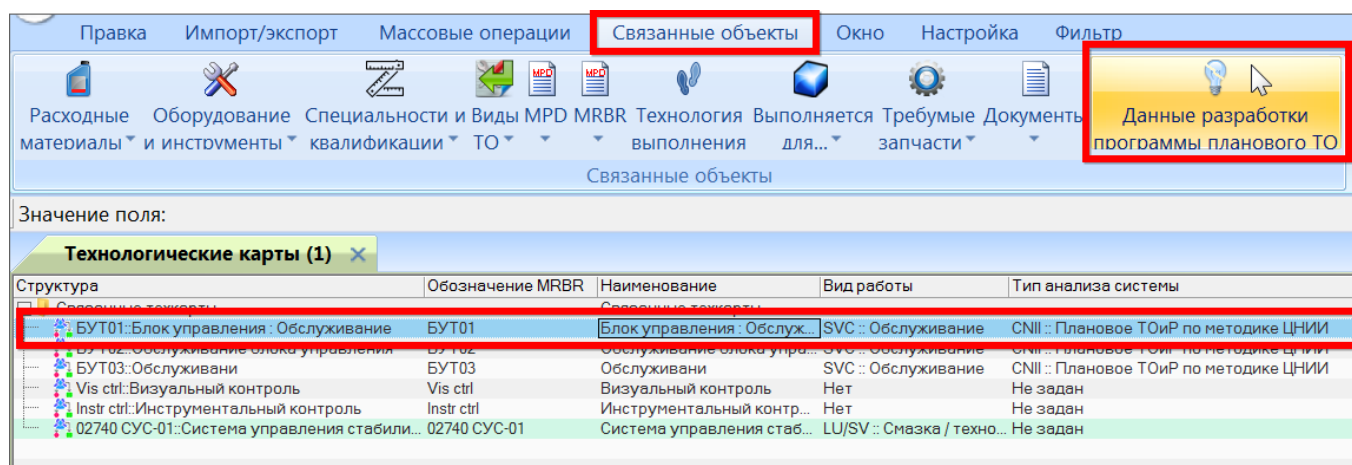 Правка Импорт/экспорт Массовые операции Связанные объекты Окно Настройка Фильтр
MPD MPD
Расходные Оборудование Специальности и Виды MPD MRBR Технология Выполняется Требуемые Документы Данные разработки
материалы и инструменты квалификации ТО выполнения для... запчасти программы планового ТО
Связанные объекты
Значение поля:
Технологические карты (1)
Структура Обозначение MRBR Наименование Вид работы Тип анализа системы
Связанные техкарты Связанные техкарты
БУТ01::Блок управления : Обслуживание БУТ01 Блок управления : Обслуж... SVC :: Обслуживание CNII :: Плановое ТОиР по методике ЦНИИ
БУТ02::Обслуживание блока управления БУТ02 Обслуживание блока упра... SVC :: Обслуживание CNII :: Плановое ТОиР по методике ЦНИИ
БУТ03::Обслуживани БУТ03 Обслуживани SVC :: Обслуживание CNII :: Плановое ТОиР по методике ЦНИИ
Vis ctrl::Визуальный контроль Vis ctrl Визуальный контроль Нет Не задан
Instr ctrl::Инструментальный контроль Instr ctrl Инструментальный контр... Нет Не задан
02740 СУС-01::Система управления стабили... 02740 СУС-01 Система управления стаб... LU/SV :: Смазка / техно... Не задан